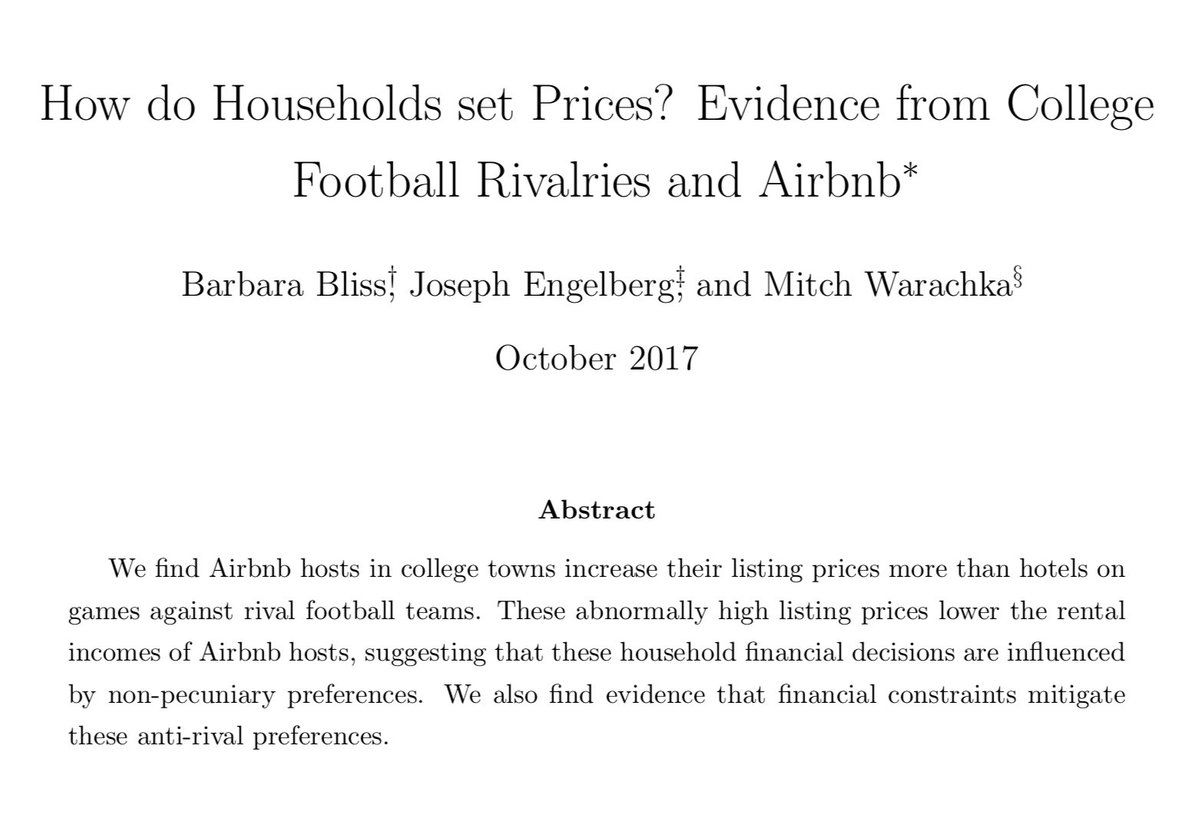 How do Households set Prices? Evidence from College
Football Rivalries and Airbnb*
Barbara Bliss,† Joseph Engelberg,‡ and Mitch Warachka§
October 2017
Abstract
We find Airbnb hosts in college towns increase their listing prices more than hotels on
games against rival football teams. These abnormally high listing prices lower the rental
incomes of Airbnb hosts, suggesting that these household financial decisions are influenced
by non-pecuniary preferences. We also find evidence that financial constraints mitigate
these anti-rival preferences.